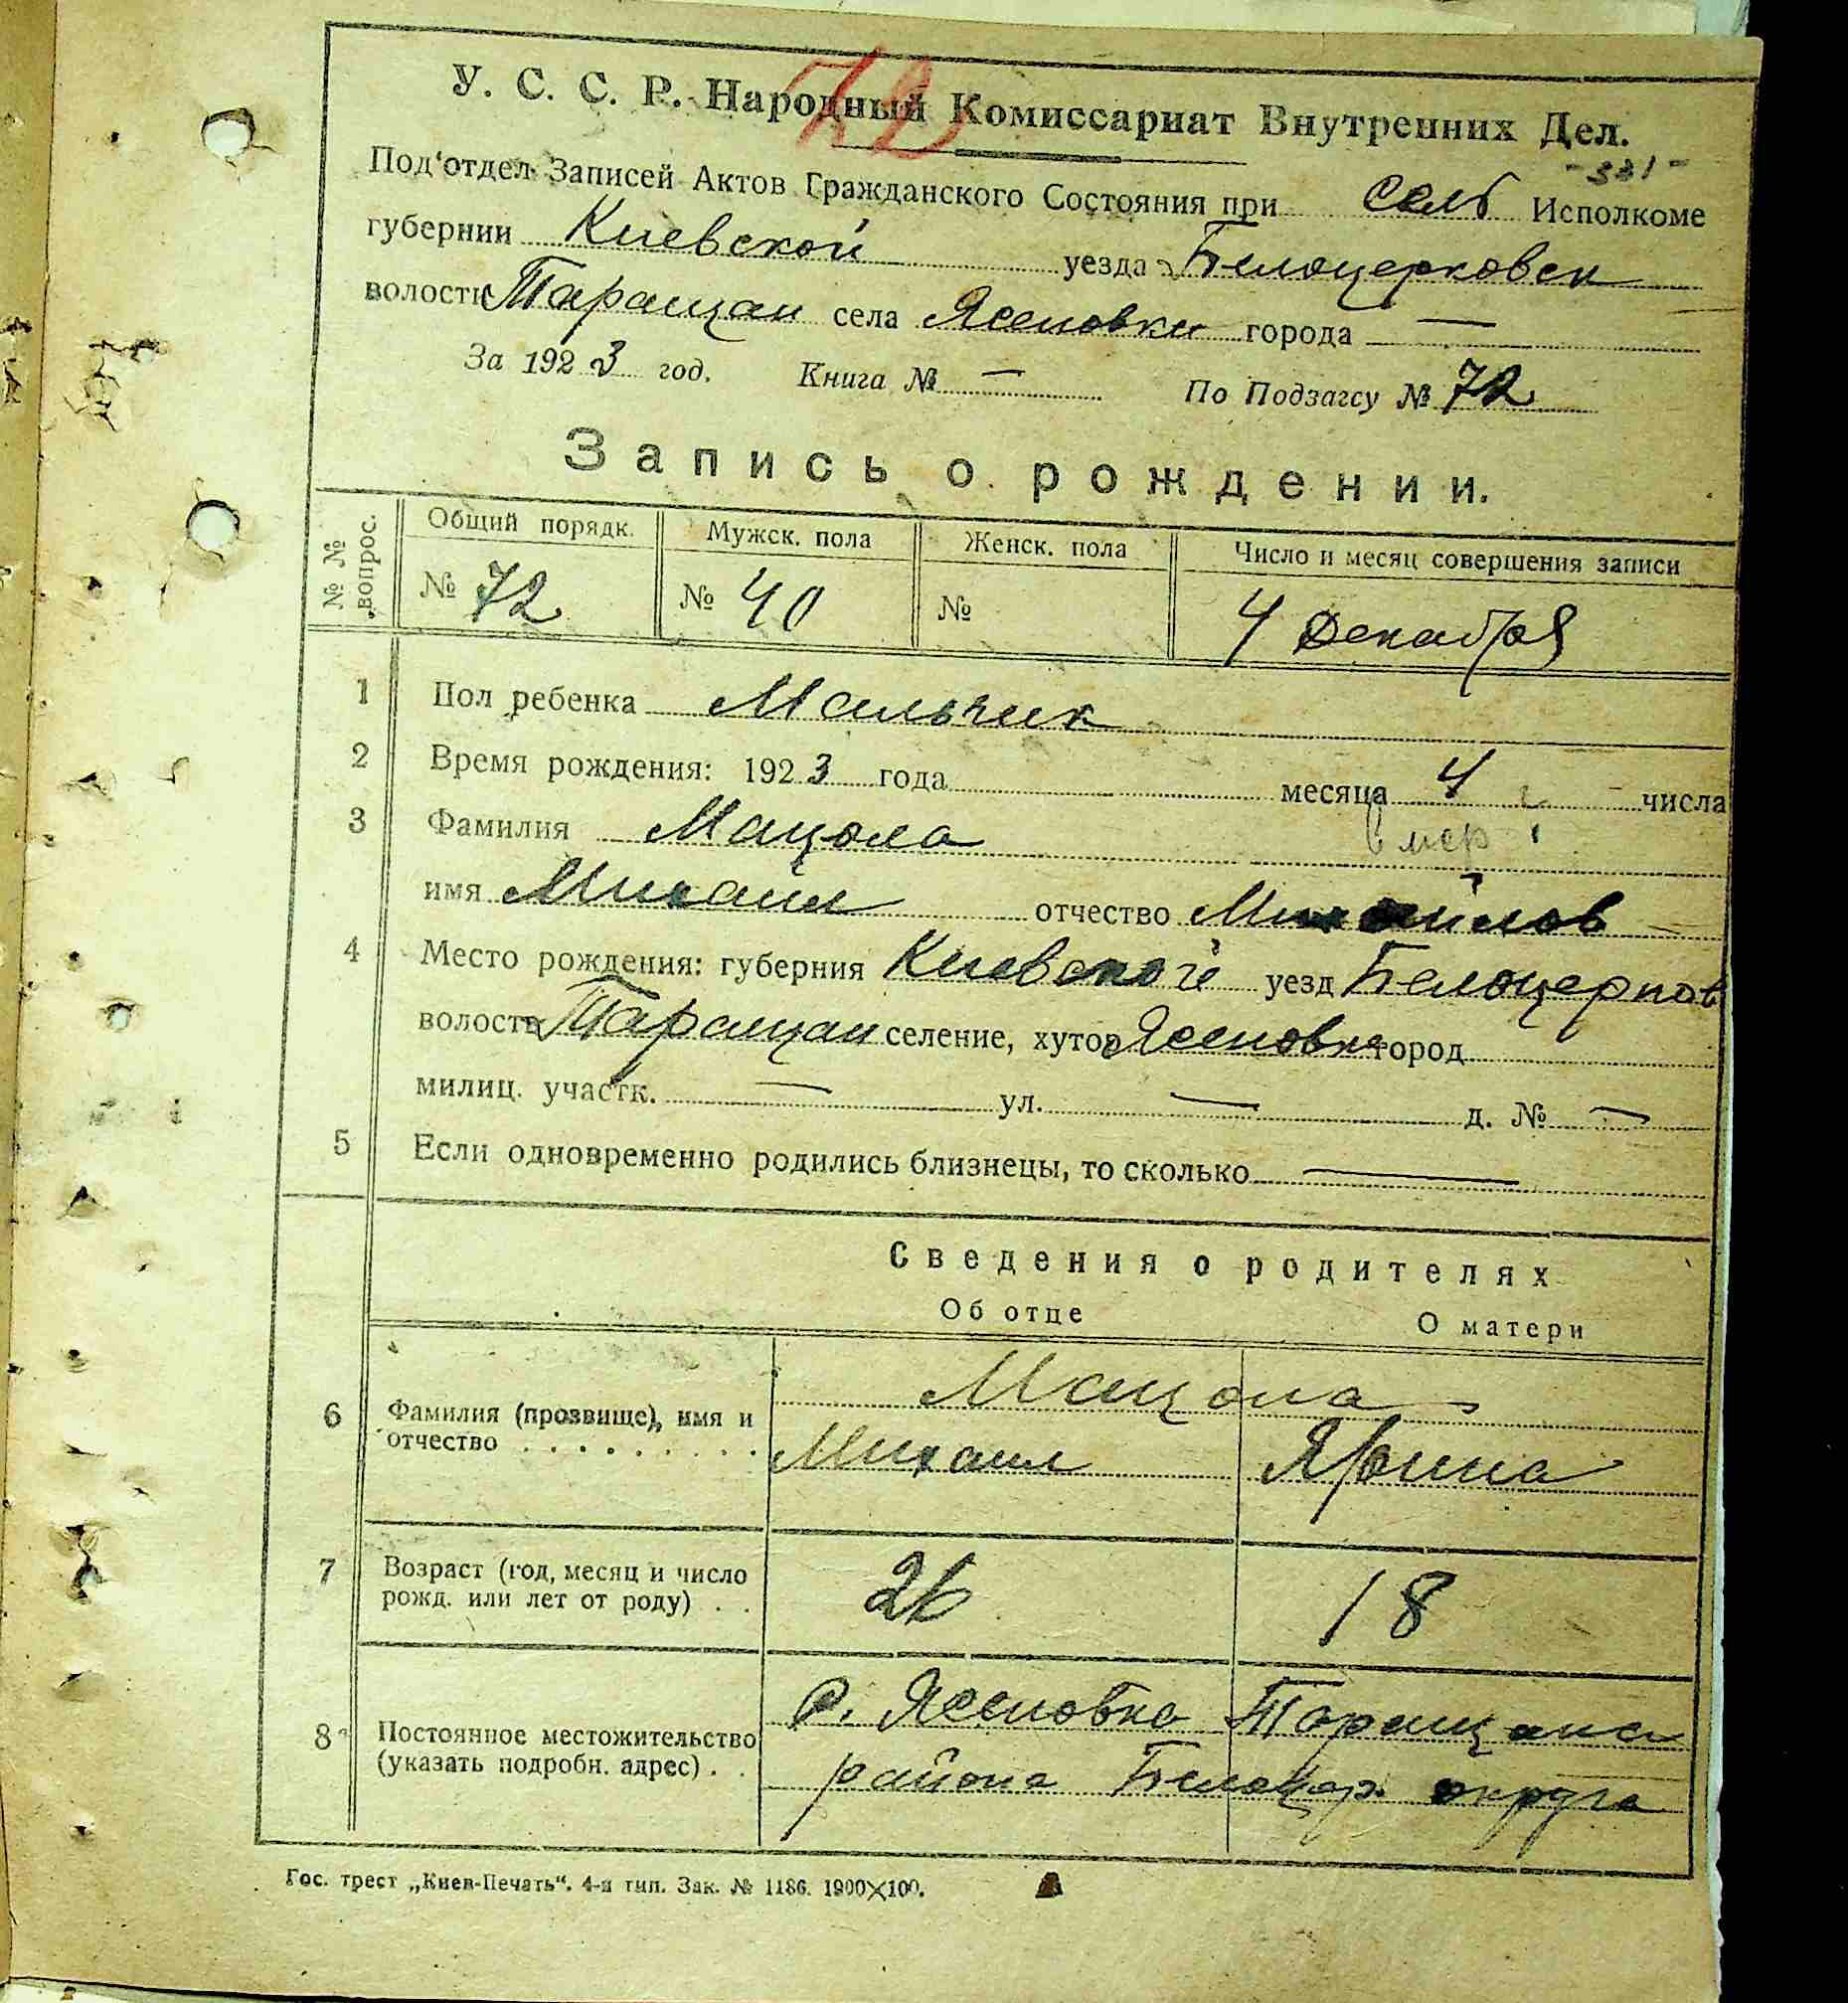 72
У. С. С. Р. Народный Комиссариат Внутренних Дел.
- 331 -
Под‘отдел Записей Актов Гражданского Состояния при Сель Исполкоме
губернии Киевской уезда Белоцерковск
волости Таращан села Ясеновки города —
За 1923 год. Книга № — По Подзагсу № 72
Запись о рождении.
№№ вопрос. Общий порядк. Мужск. пола Женск. пола Число и месяц совершения записи
№ 72 № 40 № 4 Декабря
1 Пол ребенка Мальчик
2 Время рождения: 1923 года месяца 4 числа
3 Фамилия Мацола
имя Михаил отчество Михайлов
4 Место рождения: губерния Киевской уезд Белоцерков
волость Таращан селение, хутор Ясеновка город
милиц. участк. — ул. — д. № —
5 Если одновременно родились близнецы, то сколько —
Сведения о родителях
Об отце О матери
Мацола
6 Фамилия (прозвище), имя и
отчество Михаил Ярина
7 Возраст (год, месяц и число
рожд. или лет от роду) . . 26 18
с. Ясеновка Таращанс
8 Постоянное местожительство
(указать подробн. адрес) . . района Белоцер. округа
Гос. трест „Киев-Печать“. 4-я тип. Зак. № 1186. 1900×100.